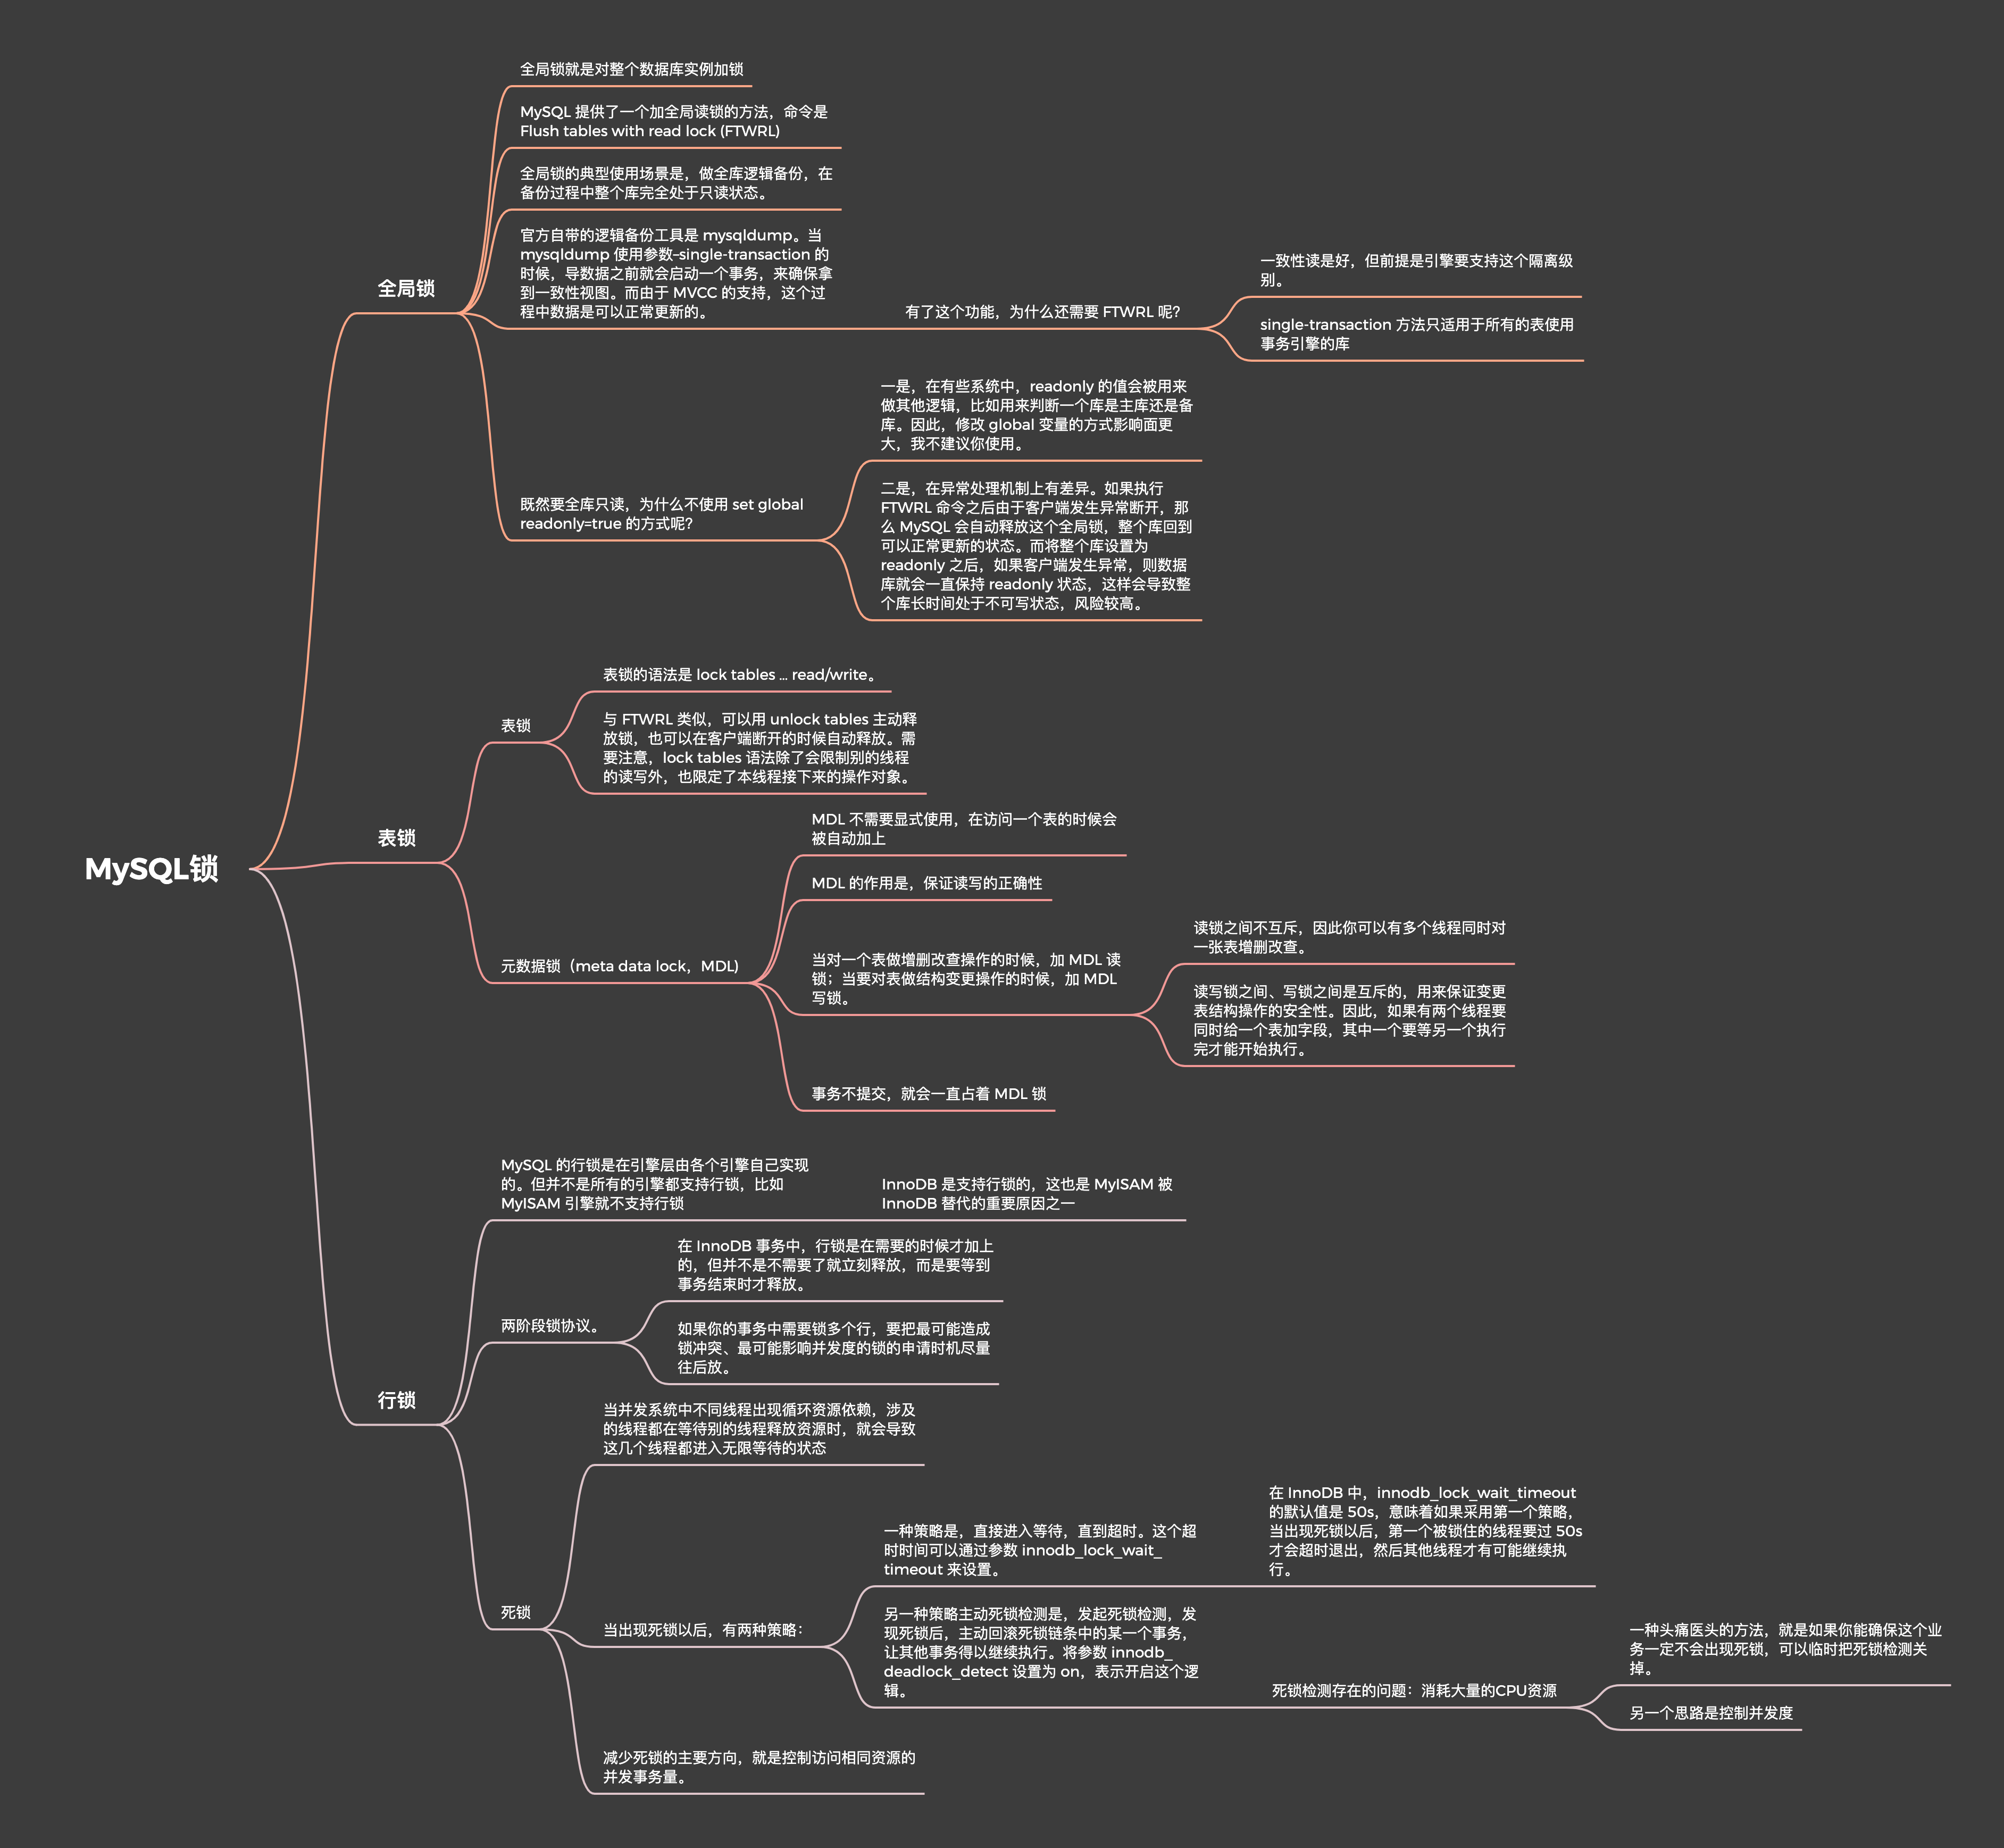 MySQL锁
全局锁
全局锁就是对整个数据库实例加锁
MySQL 提供了一个加全局读锁的方法，命令是
Flush tables with read lock (FTWRL)
全局锁的典型使用场景是，做全库逻辑备份，在
备份过程中整个库完全处于只读状态。
官方自带的逻辑备份工具是 mysqldump。当
mysqldump 使用参数–single-transaction 的
时候，导数据之前就会启动一个事务，来确保拿
到一致性视图。而由于 MVCC 的支持，这个过
程中数据是可以正常更新的。
有了这个功能，为什么还需要 FTWRL 呢？
一致性读是好，但前提是引擎要支持这个隔离级
别。
single-transaction 方法只适用于所有的表使用
事务引擎的库
既然要全库只读，为什么不使用 set global
readonly=true 的方式呢？
一是，在有些系统中，readonly 的值会被用来
做其他逻辑，比如用来判断一个库是主库还是备
库。因此，修改 global 变量的方式影响面更
大，我不建议你使用。
二是，在异常处理机制上有差异。如果执行
FTWRL 命令之后由于客户端发生异常断开，那
么 MySQL 会自动释放这个全局锁，整个库回到
可以正常更新的状态。而将整个库设置为
readonly 之后，如果客户端发生异常，则数据
库就会一直保持 readonly 状态，这样会导致整
个库长时间处于不可写状态，风险较高。
表锁
表锁
表锁的语法是 lock tables … read/write。
与 FTWRL 类似，可以用 unlock tables 主动释
放锁，也可以在客户端断开的时候自动释放。需
要注意，lock tables 语法除了会限制别的线程
的读写外，也限定了本线程接下来的操作对象。
元数据锁（meta data lock，MDL)
MDL 不需要显式使用，在访问一个表的时候会
被自动加上
MDL 的作用是，保证读写的正确性
当对一个表做增删改查操作的时候，加 MDL 读
锁；当要对表做结构变更操作的时候，加 MDL
写锁。
读锁之间不互斥，因此你可以有多个线程同时对
一张表增删改查。
读写锁之间、写锁之间是互斥的，用来保证变更
表结构操作的安全性。因此，如果有两个线程要
同时给一个表加字段，其中一个要等另一个执行
完才能开始执行。
事务不提交，就会一直占着 MDL 锁
行锁
MySQL 的行锁是在引擎层由各个引擎自己实现
的。但并不是所有的引擎都支持行锁，比如
MyISAM 引擎就不支持行锁
InnoDB 是支持行锁的，这也是 MyISAM 被
InnoDB 替代的重要原因之一
两阶段锁协议。
在 InnoDB 事务中，行锁是在需要的时候才加上
的，但并不是不需要了就立刻释放，而是要等到
事务结束时才释放。
如果你的事务中需要锁多个行，要把最可能造成
锁冲突、最可能影响并发度的锁的申请时机尽量
往后放。
死锁
当并发系统中不同线程出现循环资源依赖，涉及
的线程都在等待别的线程释放资源时，就会导致
这几个线程都进入无限等待的状态
当出现死锁以后，有两种策略：
一种策略是，直接进入等待，直到超时。这个超
时时间可以通过参数 innodb_lock_wait_
timeout 来设置。
在 InnoDB 中，innodb_lock_wait_timeout
的默认值是 50s，意味着如果采用第一个策略，
当出现死锁以后，第一个被锁住的线程要过 50s
才会超时退出，然后其他线程才有可能继续执
行。
另一种策略主动死锁检测是，发起死锁检测，发
现死锁后，主动回滚死锁链条中的某一个事务，
让其他事务得以继续执行。将参数 innodb_
deadlock_detect 设置为 on，表示开启这个逻
辑。
死锁检测存在的问题：消耗大量的CPU资源
一种头痛医头的方法，就是如果你能确保这个业
务一定不会出现死锁，可以临时把死锁检测关
掉。
另一个思路是控制并发度
减少死锁的主要方向，就是控制访问相同资源的
并发事务量。